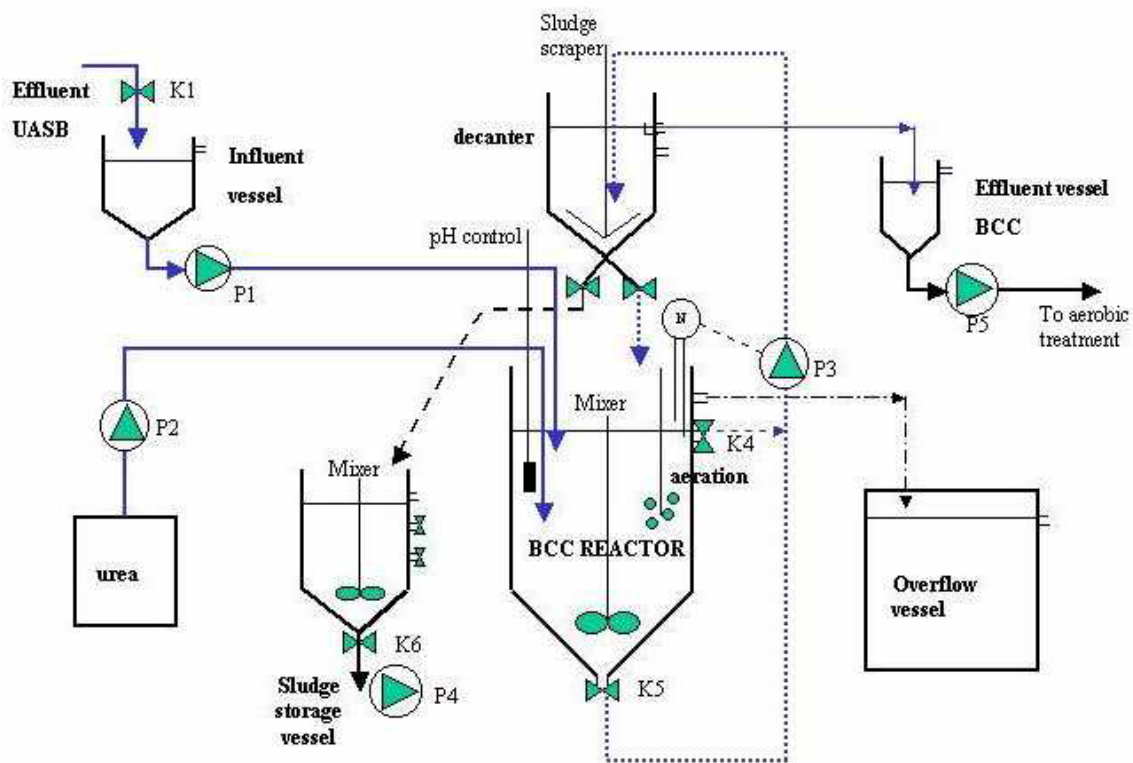 Sludge
scraper
Effluent
UASB
K1
decanter
Influent
vessel
Effluent vessel
BCC
pH control
P1
N
P5
To aerobic
treatment
P3
P2
Mixer
K4
Mixer
aeration
BCC REACTOR
urea
Overflow
vessel
K6
K5
Sludge
storage
vessel
P4